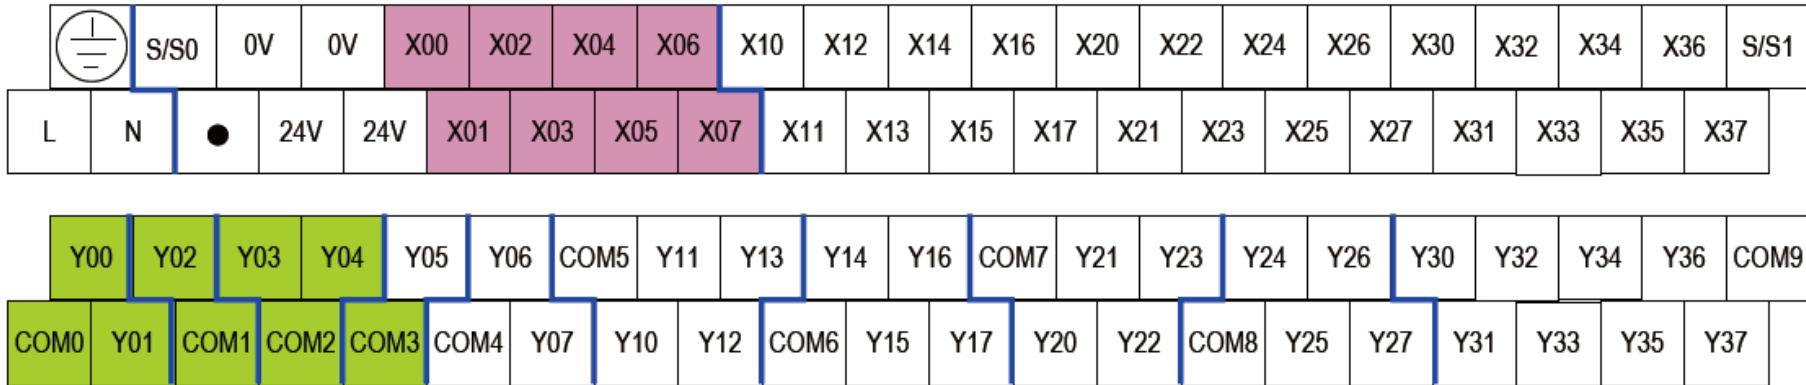 S/S0 0V 0V X00 X02 X04 X06 X10 X12 X14 X16 X20 X22 X24 X26 X30 X32 X34 X36 S/S1
L N ● 24V 24V X01 X03 X05 X07 X11 X13 X15 X17 X21 X23 X25 X27 X31 X33 X35 X37
Y00 Y02 Y03 Y04 Y05 Y06 COM5 Y11 Y13 Y14 Y16 COM7 Y21 Y23 Y24 Y26 Y30 Y32 Y34 Y36 COM9
COM0 Y01 COM1 COM2 COM3 COM4 Y07 Y10 Y12 COM6 Y15 Y17 Y20 Y22 COM8 Y25 Y27 Y31 Y33 Y35 Y37